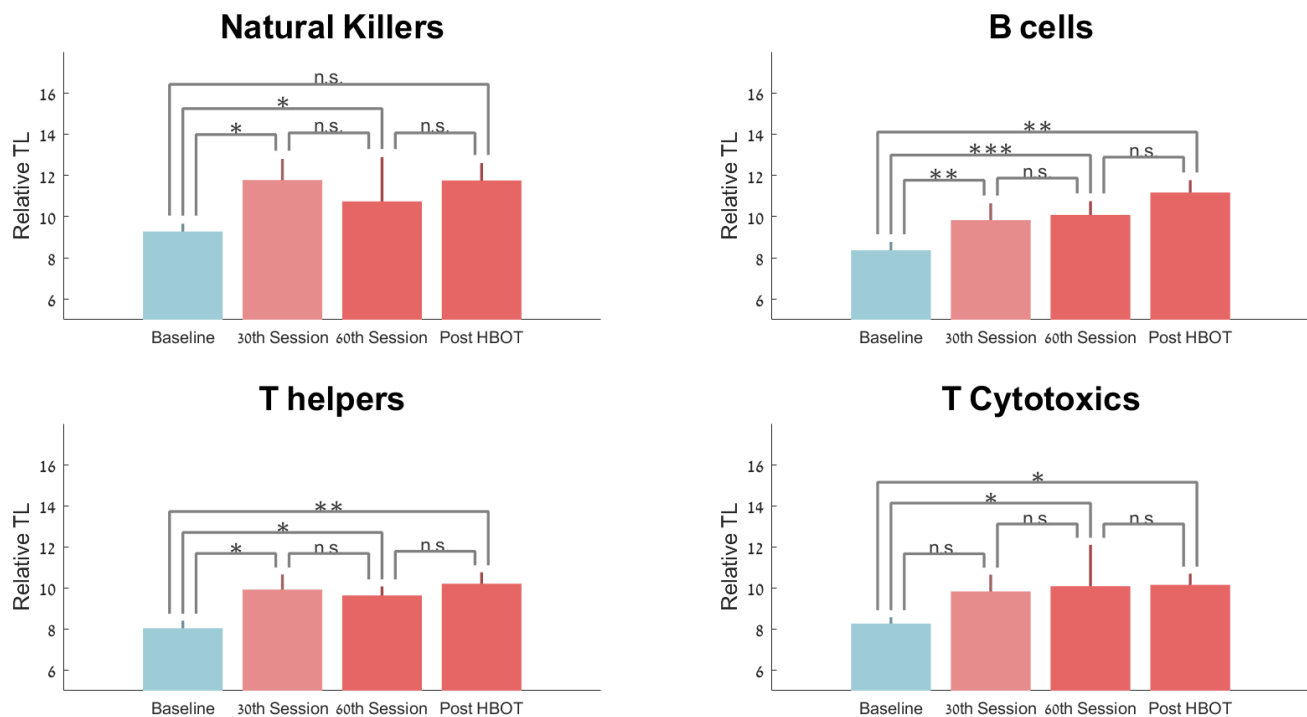 Natural Killers
n.s.
*
*
n.s.
n.s.
Relative TL
16
14
12
10
8
6
Baseline
30th Session
60th Session
Post HBOT
B cells
**
***
**
n.s.
n.s.
Relative TL
16
14
12
10
8
6
Baseline
30th Session
60th Session
Post HBOT
T helpers
**
*
*
n.s
n.s
Relative TL
16
14
12
10
8
6
Baseline
30th Session
60th Session
Post HBOT
T Cytotoxics
*
*
n.s
n.s
n.s
Relative TL
16
14
12
10
8
6
Baseline
30th Session
60th Session
Post HBOT